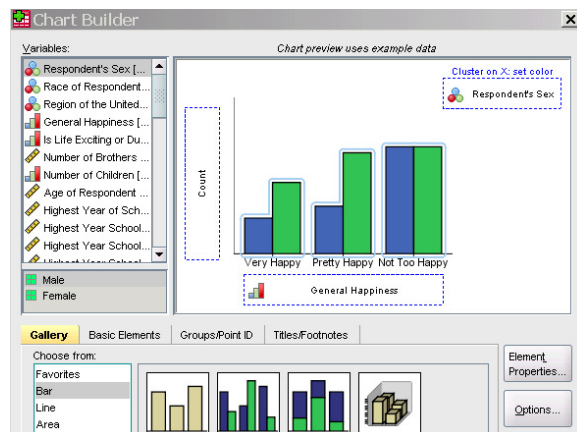 Chart Builder
Variables:
Chart preview uses example data
Respondent's Sex [...
Race of Respondent...
Region of the United...
General Happiness [...
Is Life Exciting or Du...
Number of Brothers ...
Number of Children [...
Age of Respondent ...
Highest Year of Sch...
Highest Year School...
Highest Year School...
Male
Female
Cluster on X: set color
Respondent's Sex
Count
Very Happy Pretty Happy Not Too Happy
General Happiness
Gallery Basic Elements Groups/Point ID Titles/Footnotes
Choose from:
Favorites
Bar
Line
Area
Element
Properties...
Options...